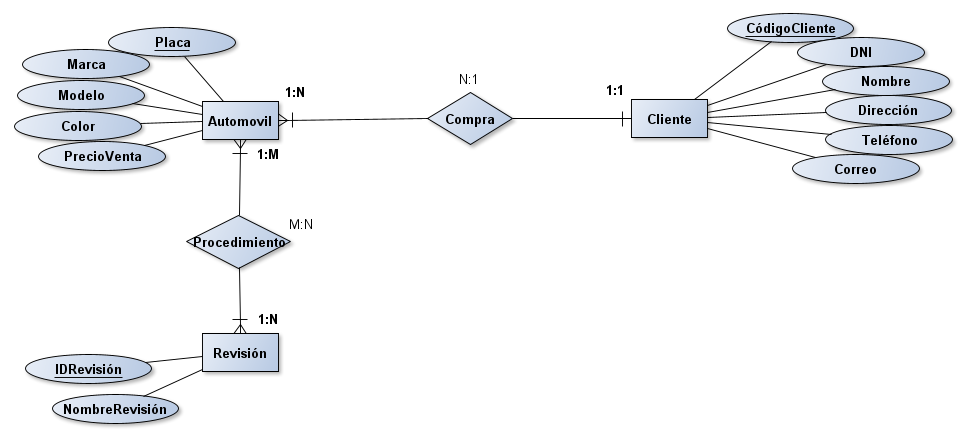 Placa
Marca
Modelo
Color
PrecioVenta
1:N
Automovil
1:M
N:1
Compra
1:1
Cliente
CódigoCliente
DNI
Nombre
Dirección
Teléfono
Correo
M:N
Procedimiento
1:N
Revisión
IDRevisión
NombreRevisión